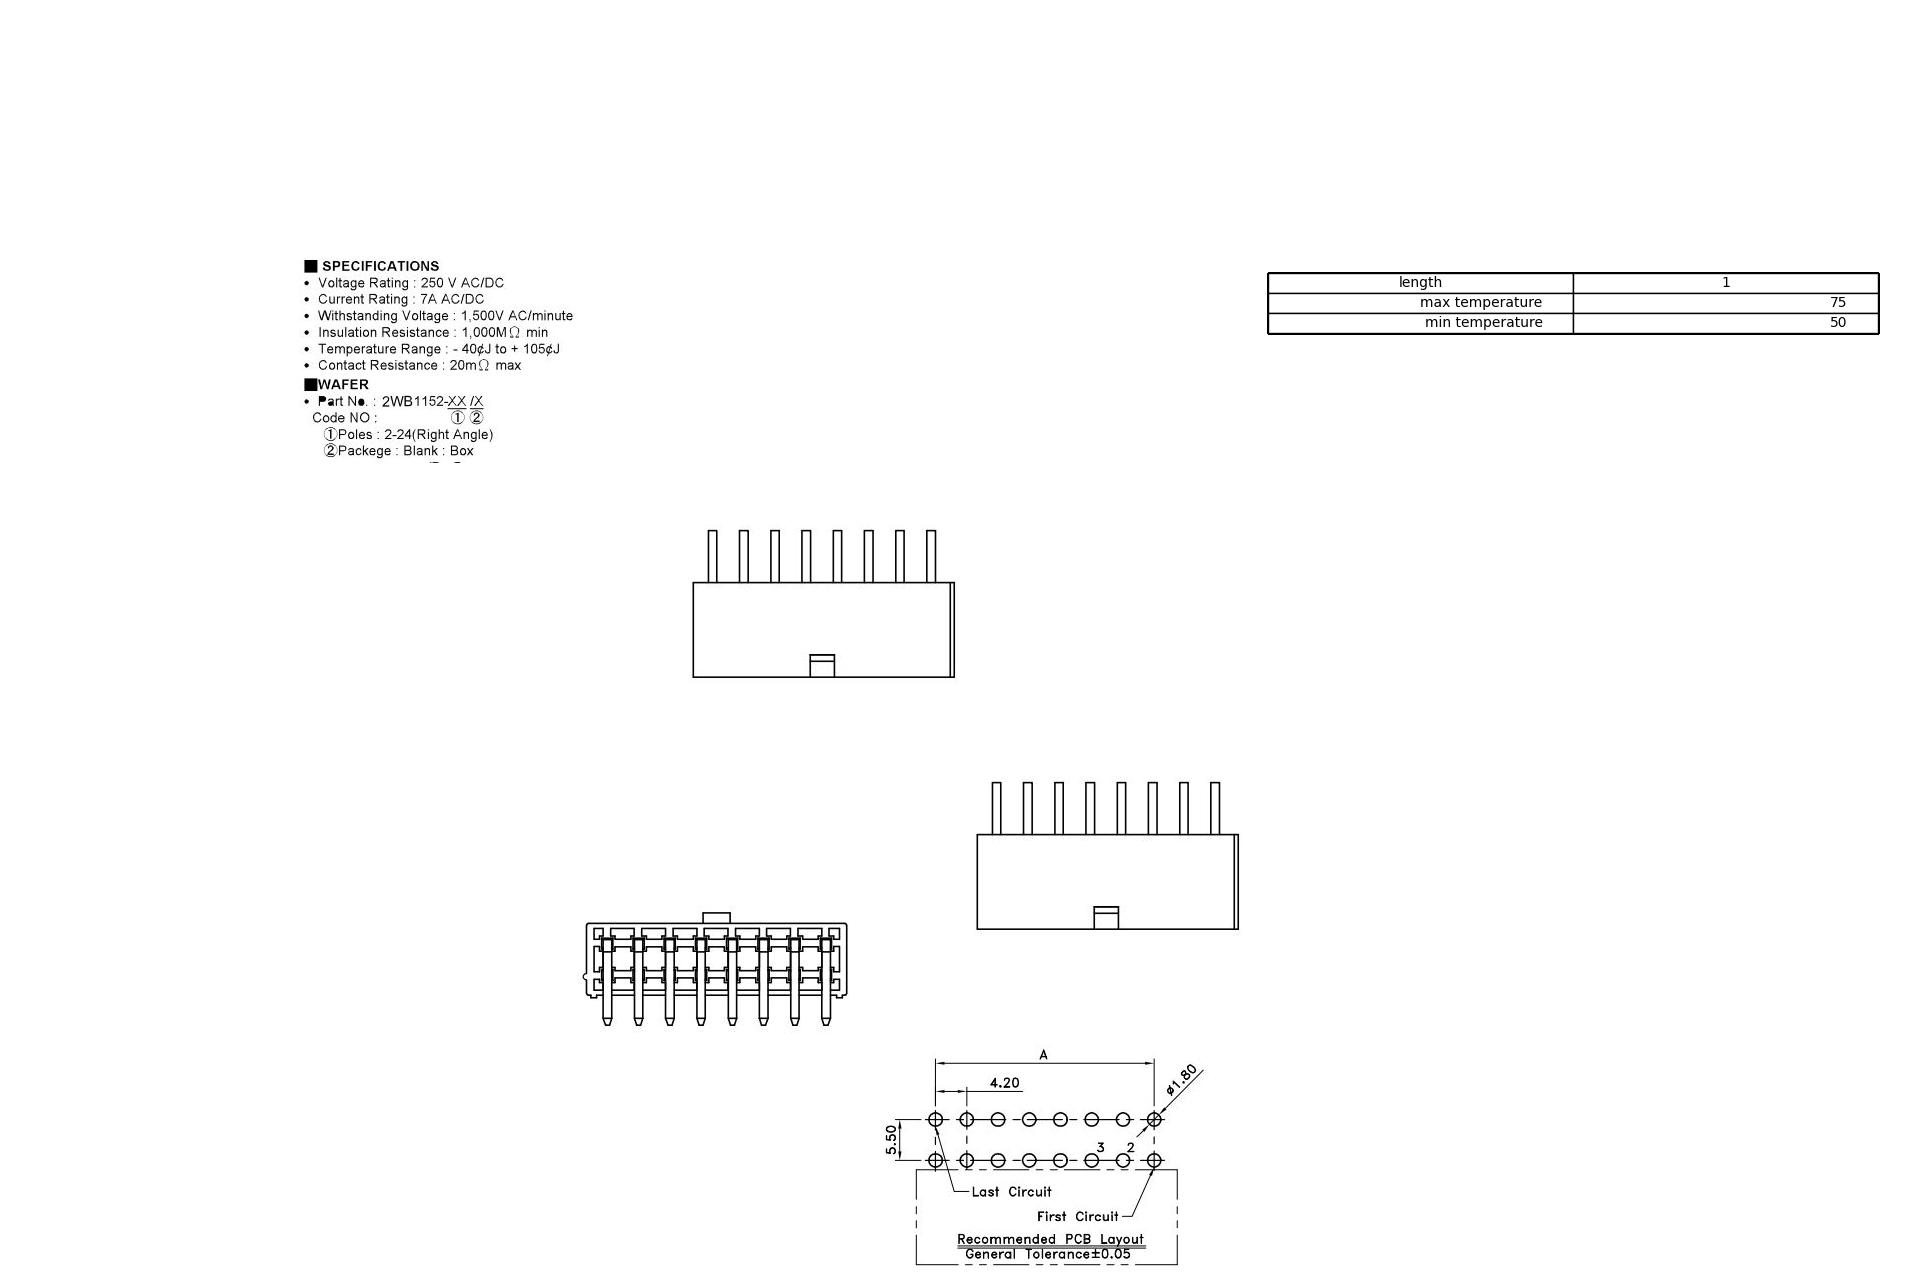 ■ SPECIFICATIONS
• Voltage Rating : 250 V AC/DC
• Current Rating : 7A AC/DC
• Withstanding Voltage : 1,500V AC/minute
• Insulation Resistance : 1,000MΩ min
• Temperature Range : - 40¢J to + 105¢J
• Contact Resistance : 20mΩ max
■WAFER
• Part No. : 2WB1152-XX /X
Code NO : ① ②
①Poles : 2-24(Right Angle)
②Packege : Blank : Box
length 1
max temperature 75
min temperature 50
A
4.20
ø1.80
5.50
3 2
Last Circuit
First Circuit
Recommended PCB Layout
General Tolerance±0.05